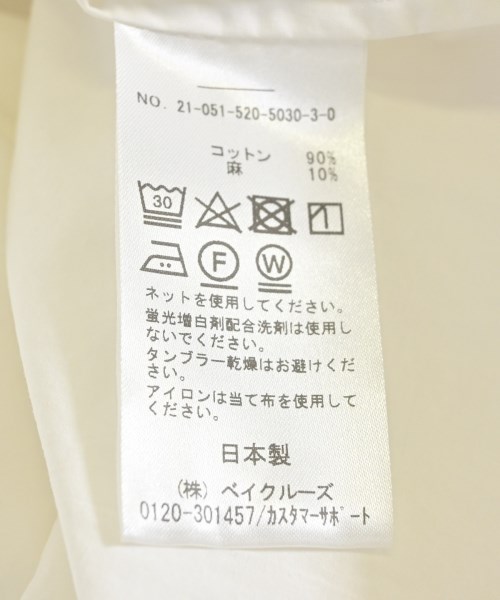 NO. 21-051-520-5030-3-0
コットン 90%
麻 10%
30
F W
ネットを使用してください。
蛍光増白剤配合洗剤は使用し
ないでください。
タンブラー乾燥はお避けくだ
さい。
アイロンは当て布を使用して
ください。
日本製
(株) ベイクルーズ
0120-301457/カスタマーサポート